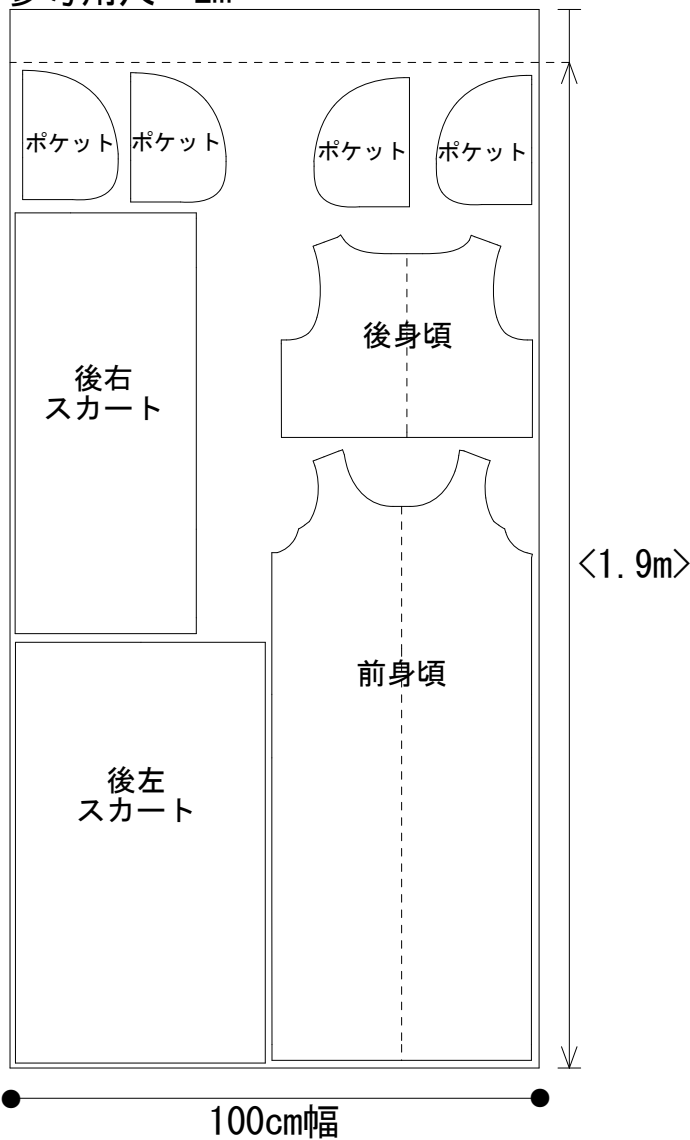 2m
ポケット
ポケット
ポケット
ポケット
後身頃
後右
スカート
<1.9m>
前身頃
後左
スカート
100cm幅